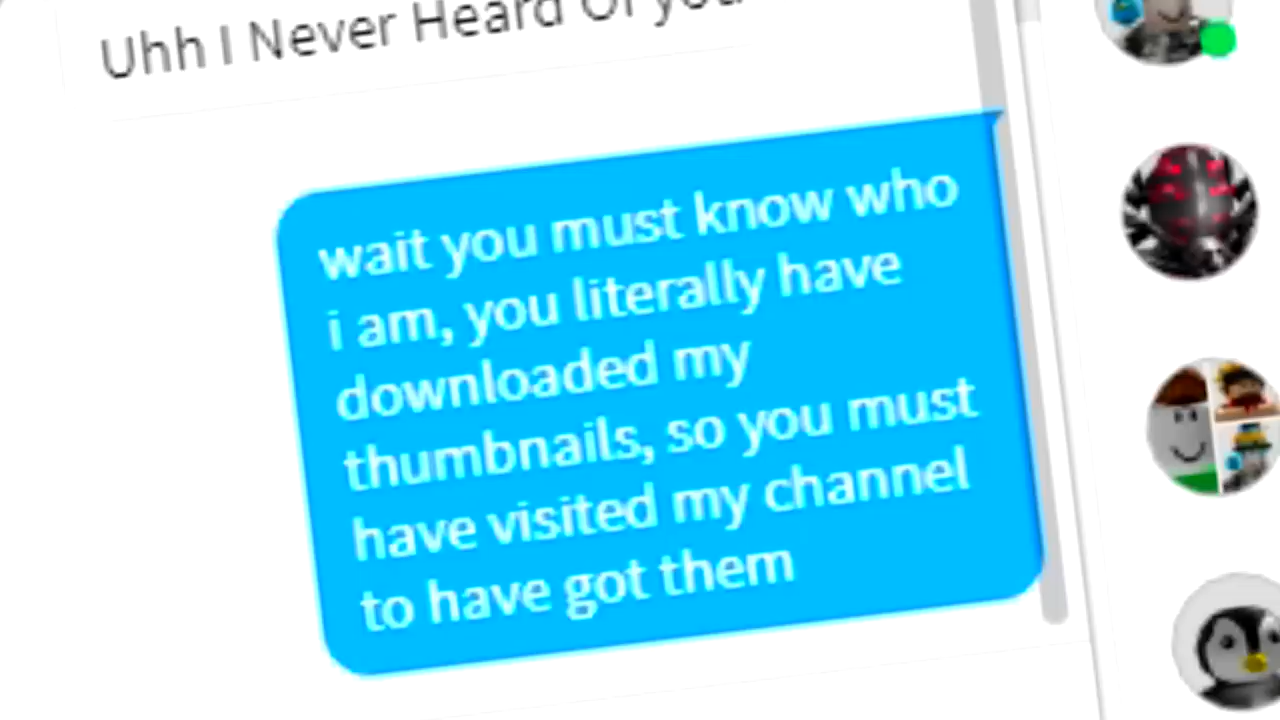 Uhh I Never Heard Of you
wait you must know who
i am, you literally have
downloaded my
thumbnails, so you must
have visited my channel
to have got them